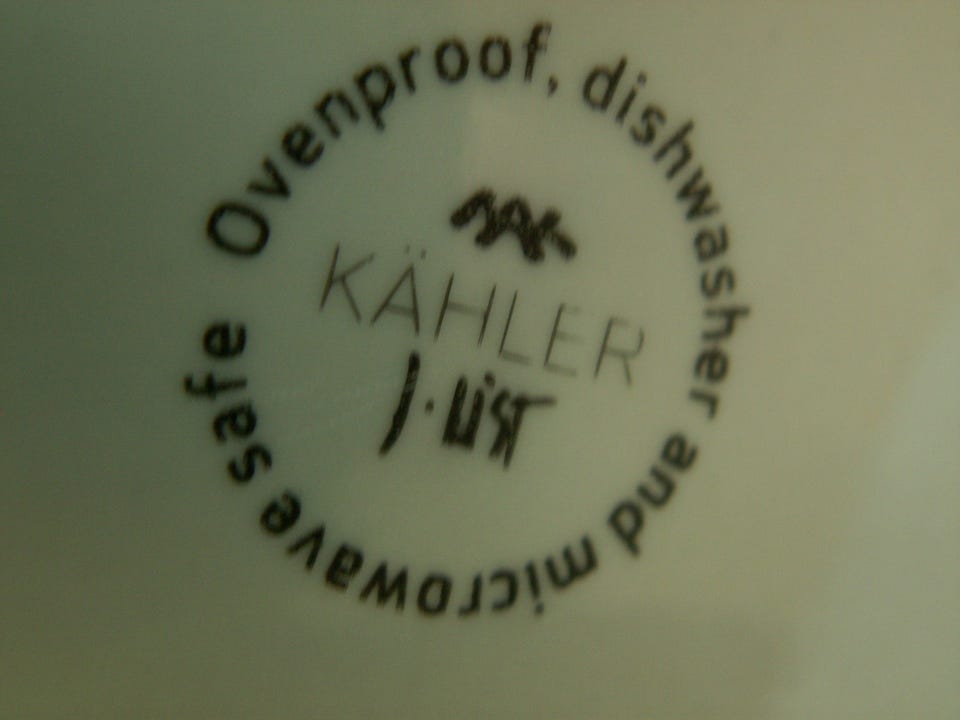 Ovenproof, dishwasher and microwave safe
KÄHLER
J. LIST